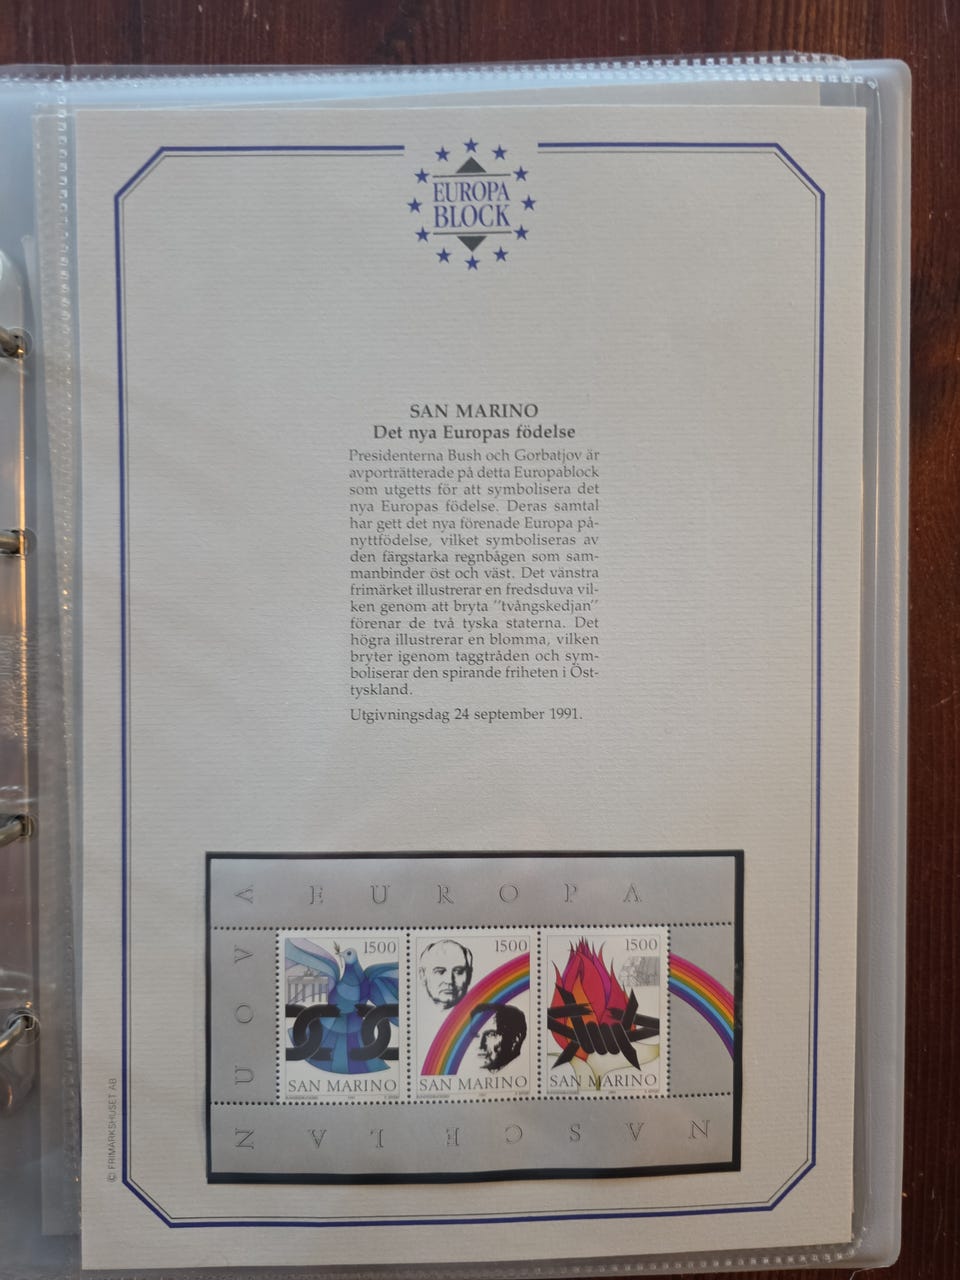 EUROPA
BLOCK
SAN MARINO
Det nya Europas födelse
Presidenterna Bush och Gorbatjov är
avporträtterade på detta Europablock
som utgetts för att symbolisera det
nya Europas födelse. Deras samtal
har gett det nya förenade Europa på-
nyttfödelse, vilket symboliseras av
den färgstarka regnbågen som sam-
manbinder öst och väst. Det vänstra
frimärket illustrerar en fredsduva vil-
ken genom att bryta "tvångskedjan"
förenar de två tyska staterna. Det
högra illustrerar en blomma, vilken
bryter igenom taggtråden och sym-
boliserar den spirande friheten i Öst-
tyskland.
Utgivningsdag 24 september 1991.
NASCE LA NUOVA EUROPA
1500
SAN MARINO
1500
SAN MARINO
1500
SAN MARINO
© FRIMÄRKSHUSET AB